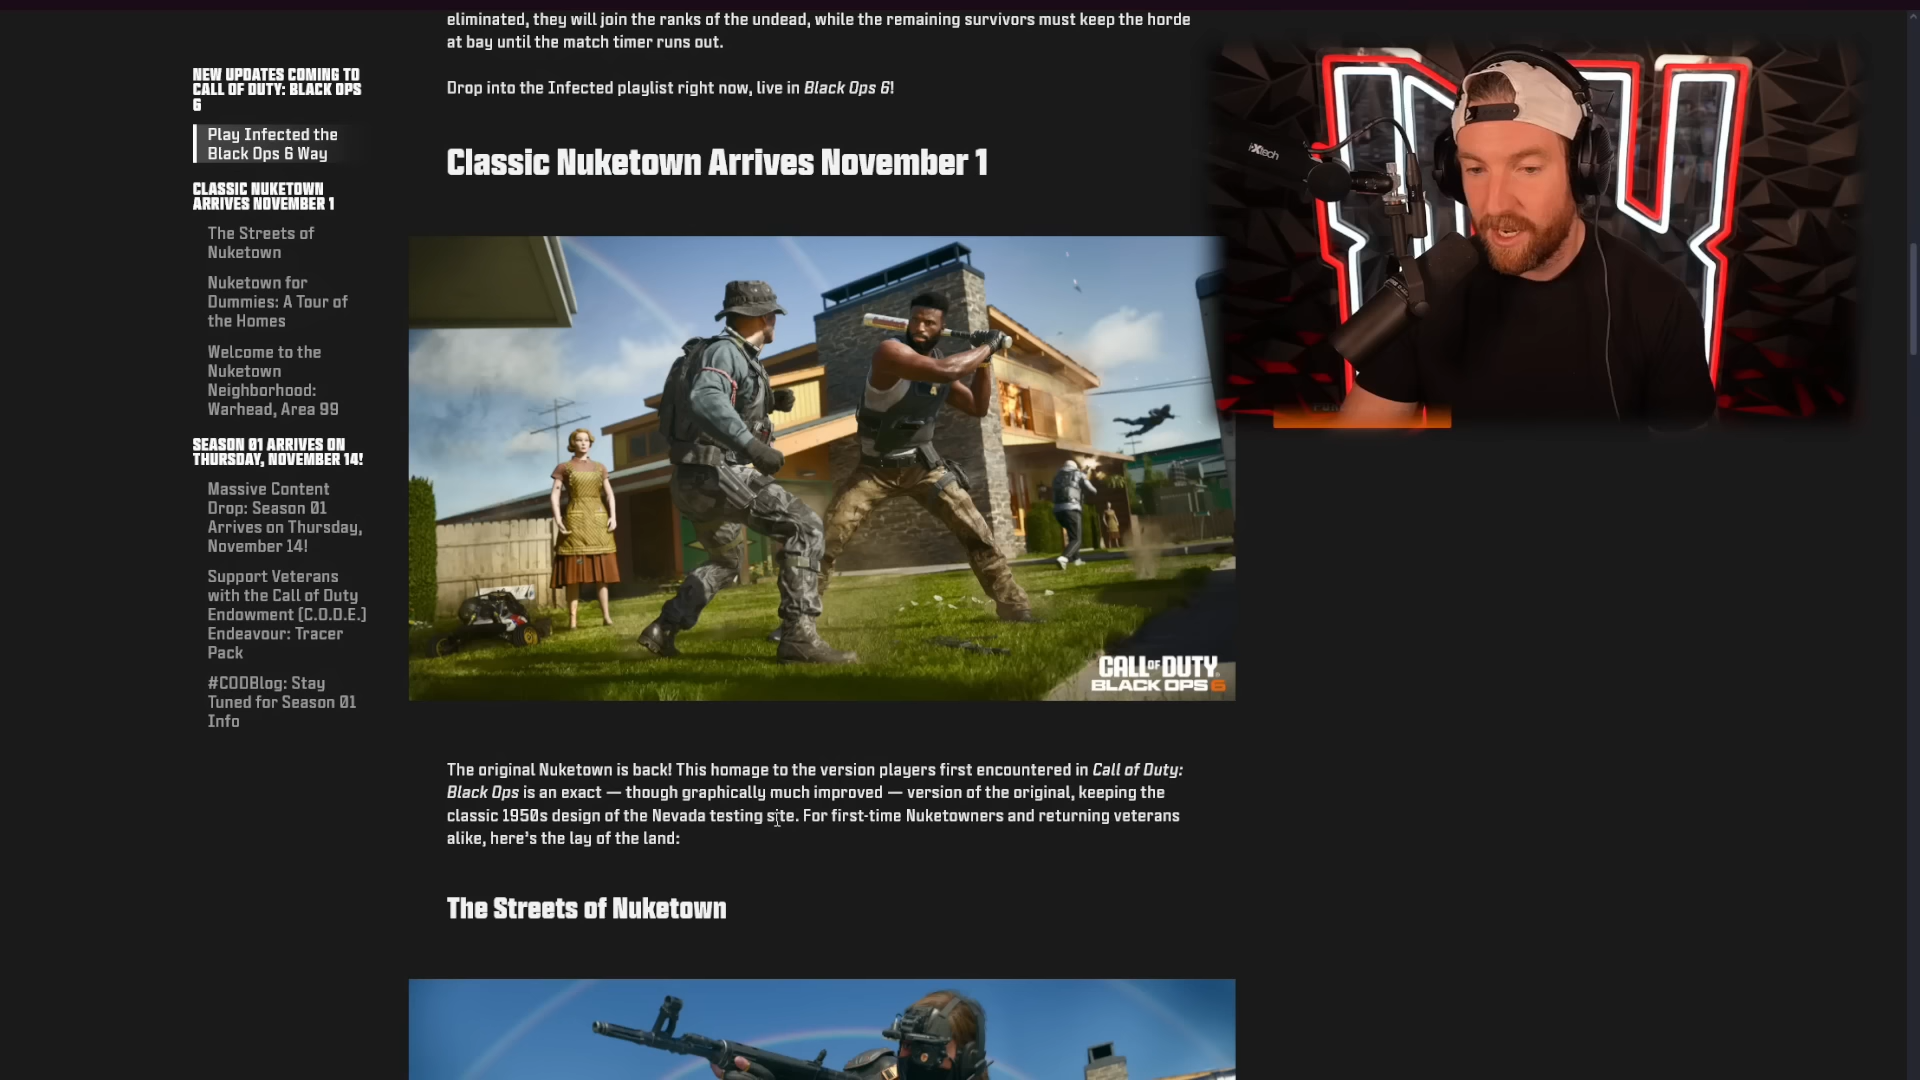 eliminated, they will join the ranks of the undead, while the remaining survivors must keep the horde
at bay until the match timer runs out.
Drop into the Infected playlist right now, live in Black Ops 6!
NEW UPDATES COMING TO
CALL OF DUTY: BLACK OPS
6
Play Infected the
Black Ops 6 Way
CLASSIC NUKETOWN
ARRIVES NOVEMBER 1
The Streets of
Nuketown
Nuketown for
Dummies: A Tour of
the Homes
Welcome to the
Nuketown
Neighborhood:
Warhead, Area 99
SEASON 01 ARRIVES ON
THURSDAY, NOVEMBER 14!
Massive Content
Drop: Season 01
Arrives on Thursday,
November 14!
Support Veterans
with the Call of Duty
Endowment (C.O.D.E.)
Endeavour: Tracer
Pack
#CODBlog: Stay
Tuned for Season 01
Info
Classic Nuketown Arrives November 1
CALL OF DUTY
BLACK OPS 6
The original Nuketown is back! This homage to the version players first encountered in Call of Duty:
Black Ops is an exact — though graphically much improved — version of the original, keeping the
classic 1950s design of the Nevada testing site. For first-time Nuketowners and returning veterans
alike, here's the lay of the land:
The Streets of Nuketown